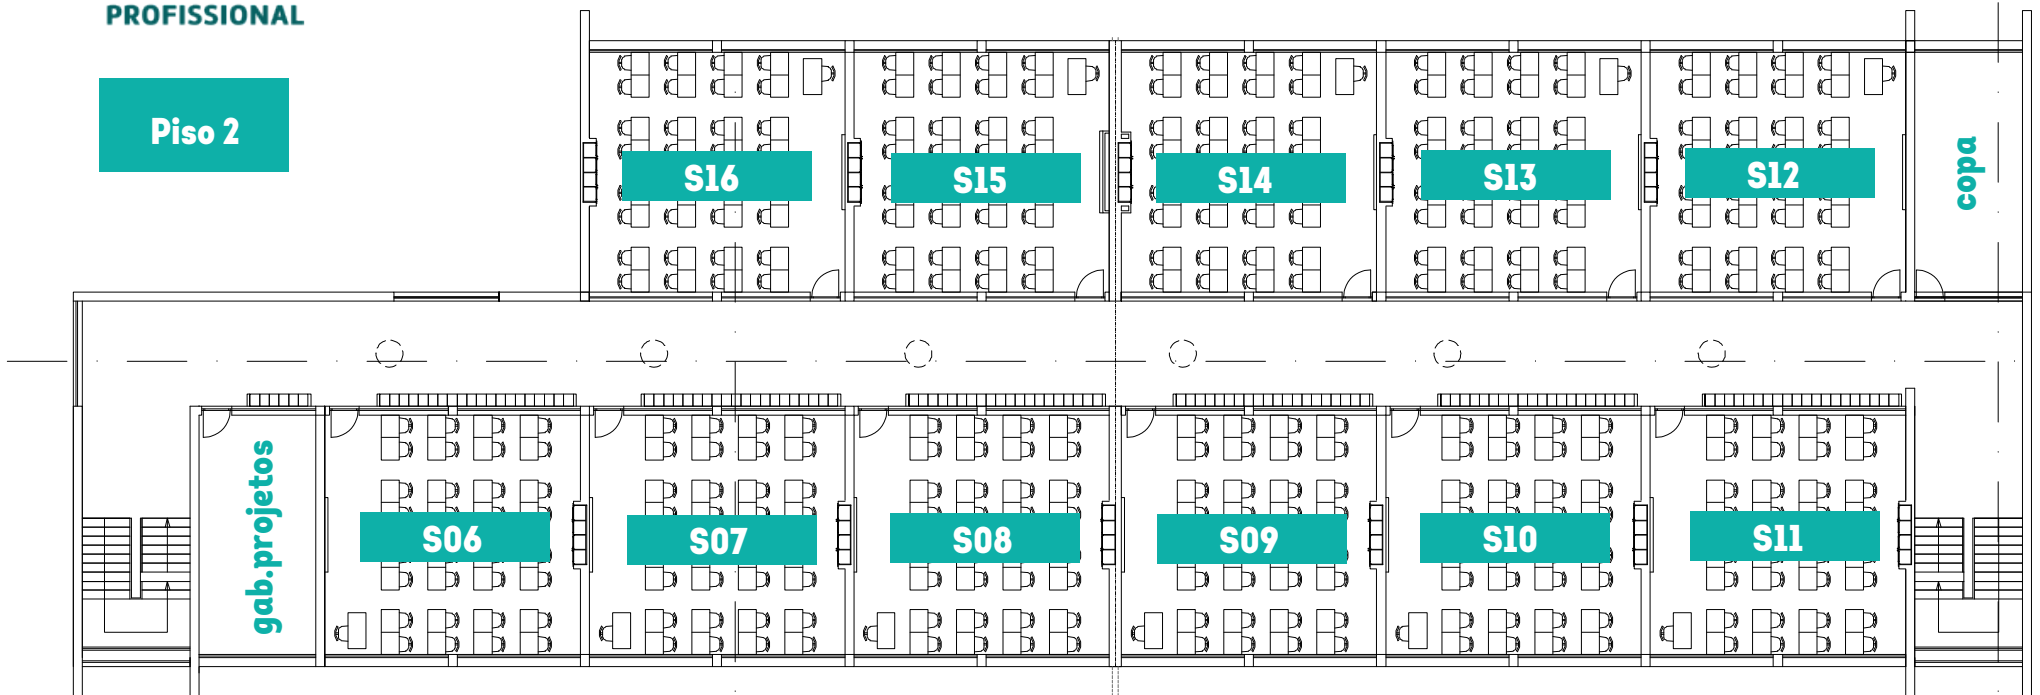 PROFISSIONAL
Piso 2
S16
S15
S14
S13
S12
copa
gab.projetos
S06
S07
S08
S09
S10
S11